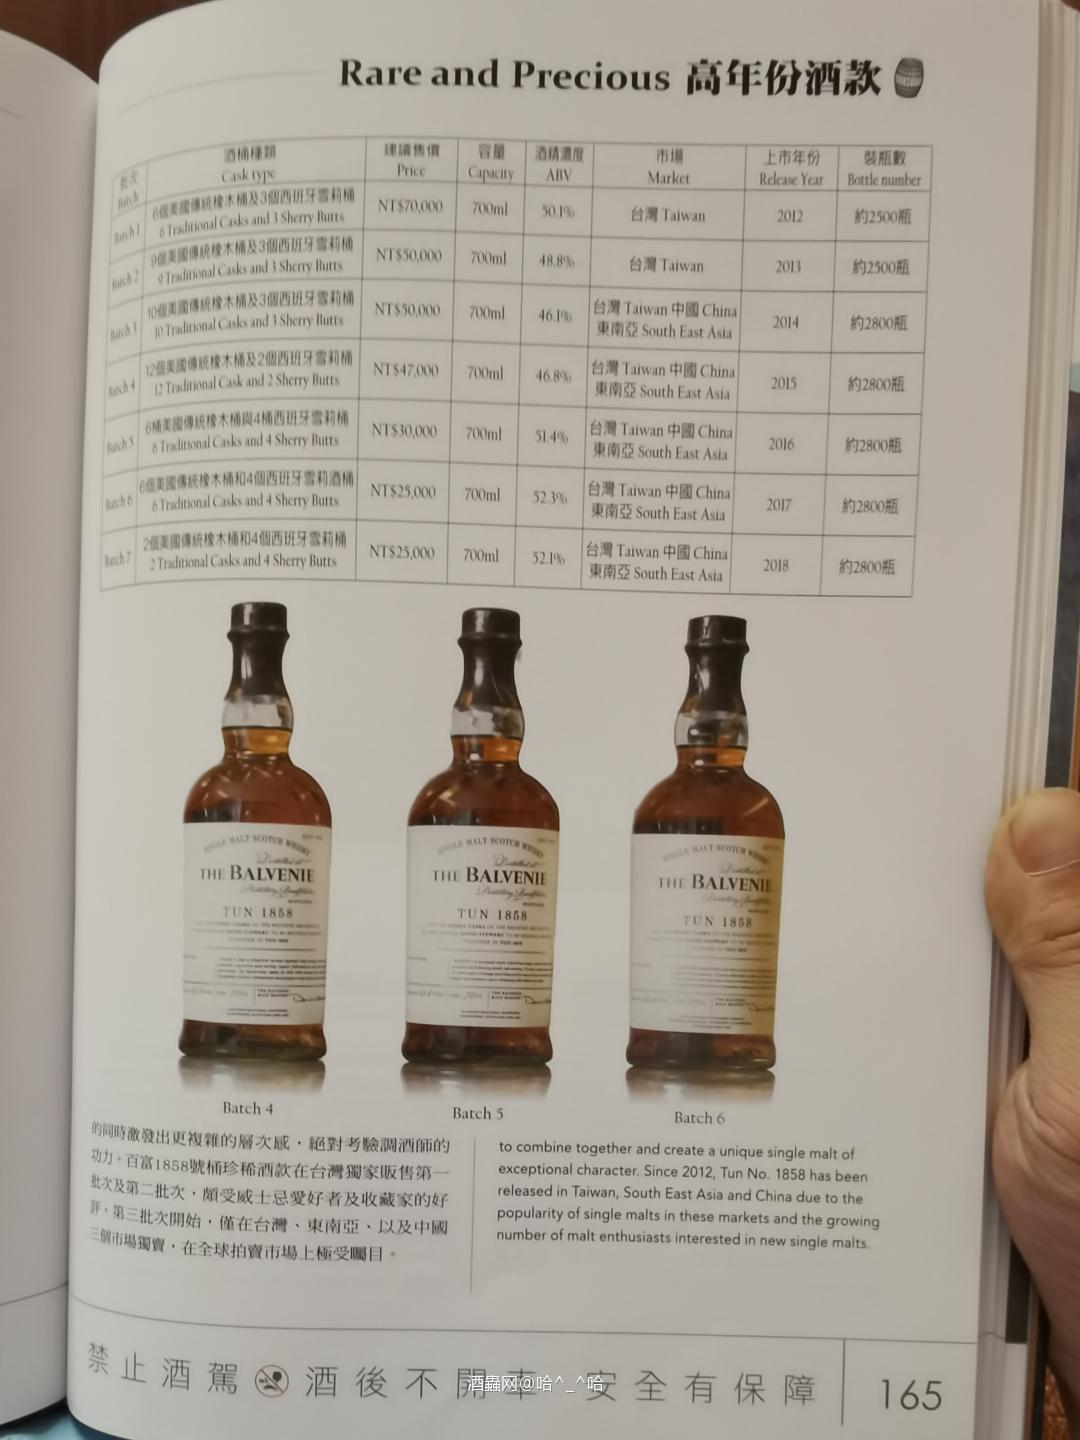 Rare and Precious 高年份酒款
批次 酒桶種類 建議售價 容量 酒精濃度 市場 上市年份 裝瓶數
Batch Cask type Price Capacity ABV Market Release Year Bottle number
Batch 1 6個美國傳統橡木桶及3個西班牙雪莉桶 NT$70,000 700ml 50.1% 台灣 Taiwan 2012 約2500瓶
6 Traditional Casks and 3 Sherry Butts
Batch 2 9個美國傳統橡木桶及3個西班牙雪莉桶 NT$50,000 700ml 48.8% 台灣 Taiwan 2013 約2500瓶
9 Traditional Casks and 3 Sherry Butts
Batch 3 10個美國傳統橡木桶及3個西班牙雪莉桶 NT$50,000 700ml 46.1% 台灣 Taiwan 中國 China 2014 約2800瓶
10 Traditional Casks and 3 Sherry Butts 東南亞 South East Asia
Batch 4 12個美國傳統橡木桶及2個西班牙雪莉桶 NT$47,000 700ml 46.8% 台灣 Taiwan 中國 China 2015 約2800瓶
12 Traditional Cask and 2 Sherry Butts 東南亞 South East Asia
Batch 5 6桶美國傳統橡木桶與4桶西班牙雪莉桶 NT$30,000 700ml 51.4% 台灣 Taiwan 中國 China 2016 約2800瓶
6 Traditional Casks and 4 Sherry Butts 東南亞 South East Asia
Batch 6 6個美國傳統橡木桶和4個西班牙雪莉酒桶 NT$25,000 700ml 52.3% 台灣 Taiwan 中國 China 2017 約2800瓶
6 Traditional Casks and 4 Sherry Butts 東南亞 South East Asia
Batch 7 2個美國傳統橡木桶和4個西班牙雪莉桶 NT$25,000 700ml 52.1% 台灣 Taiwan 中國 China 2018 約2800瓶
2 Traditional Casks and 4 Sherry Butts 東南亞 South East Asia
SINGLE MALT SCOTCH WHISKY
Distilled at
THE BALVENIE
TUN 1858
SINGLE MALT SCOTCH WHISKY
Distilled at
THE BALVENIE
TUN 1858
SINGLE MALT SCOTCH WHISKY
Distilled at
THE BALVENIE
TUN 1858
Batch 4
Batch 5
Batch 6
的同時激發出更複雜的層次感，絕對考驗調酒師的
功力。百富1858號桶珍稀酒款在台灣獨家販售第一
批次及第二批次，頗受威士忌愛好者及收藏家的好
評。第三批次開始，僅在台灣、東南亞、以及中國
三個市場獨賣，在全球拍賣市場上極受矚目。
to combine together and create a unique single malt of
exceptional character. Since 2012, Tun No. 1858 has been
released in Taiwan, South East Asia and China due to the
popularity of single malts in these markets and the growing
number of malt enthusiasts interested in new single malts.
禁止酒駕 酒後不開車 安全有保障
酒蟲网@哈^_^哈
165